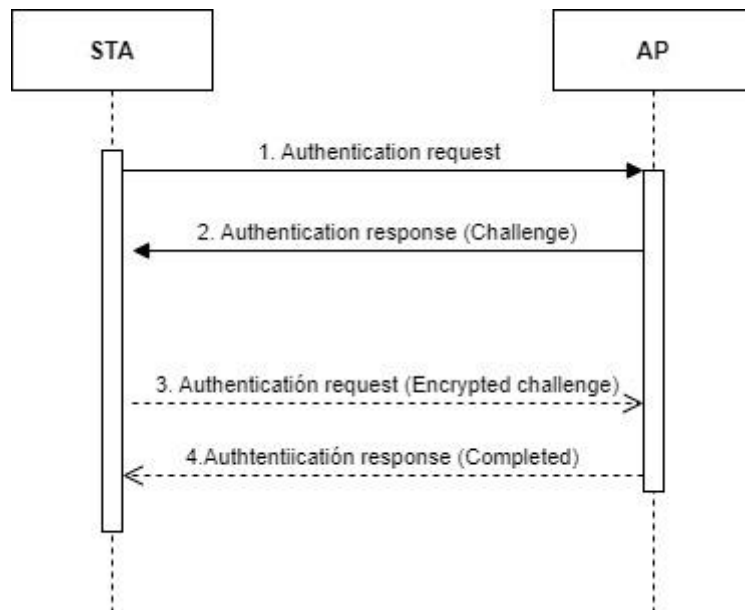 STA
AP
1. Authentication request
2. Authentication response (Challenge)
3. Authenticatión request (Encrypted challenge)
4.Authtentiicatión response (Completed)